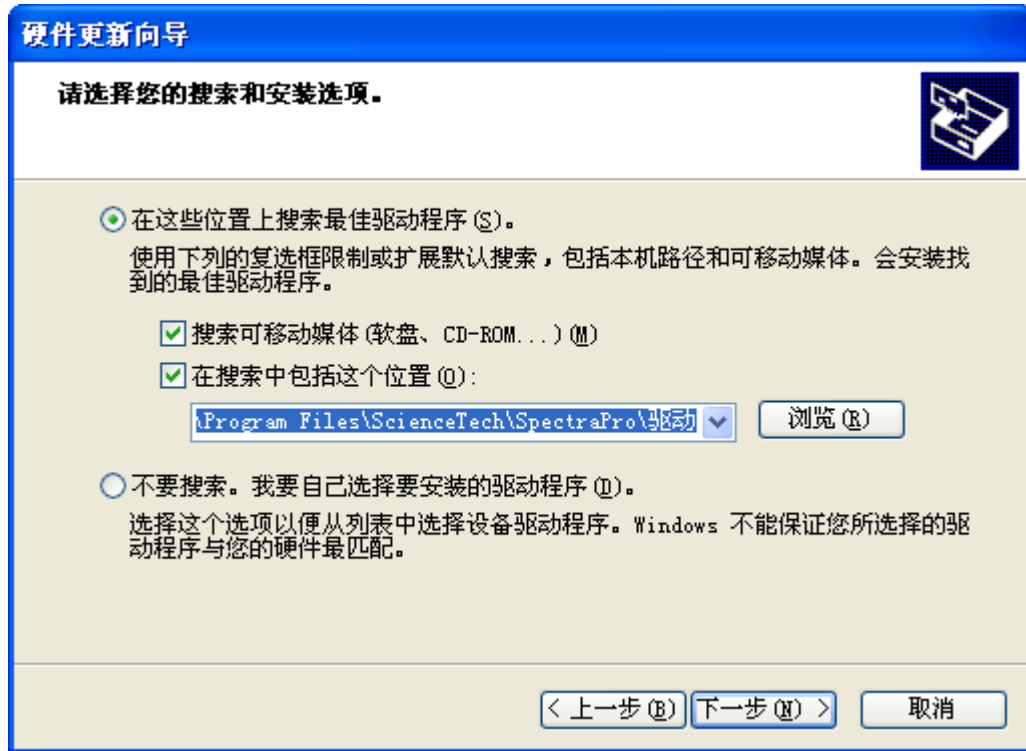 硬件更新向导
请选择您的搜索和安装选项。
在这些位置上搜索最佳驱动程序(S)。
使用下列的复选框限制或扩展默认搜索，包括本机路径和可移动媒体。会安装找
到的最佳驱动程序。
搜索可移动媒体(软盘、CD-ROM...)(M)
在搜索中包括这个位置(O):
\Program Files\ScienceTech\SpectraPro\驱动
浏览(R)
不要搜索。我要自己选择要安装的驱动程序(D)。
选择这个选项以便从列表中选择设备驱动程序。Windows 不能保证您所选择的驱
动程序与您的硬件最匹配。
< 上一步(B) 下一步(N) > 取消